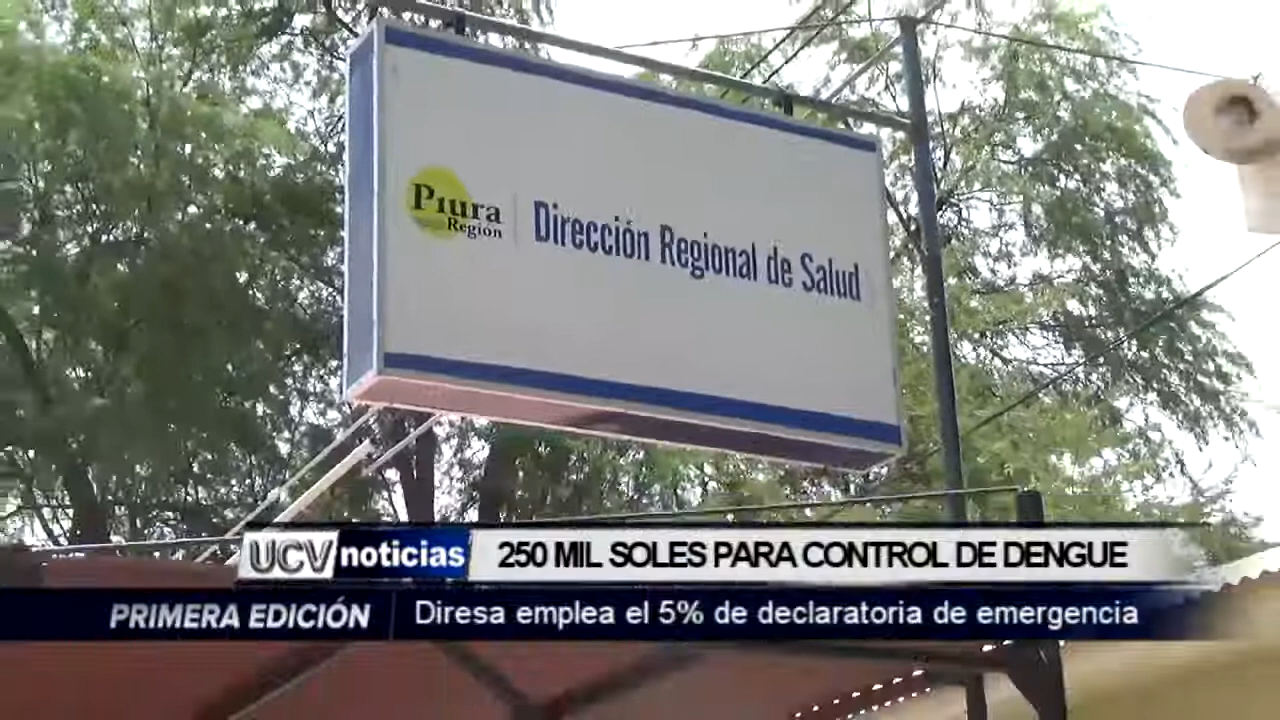 Piura
Región
Dirección Regional de Salud
UCV noticias
250 MIL SOLES PARA CONTROL DE DENGUE
PRIMERA EDICIÓN
Diresa emplea el 5% de declaratoria de emergencia